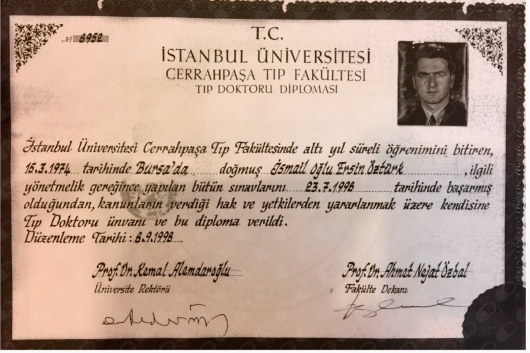 No 6952
T.C.
İSTANBUL ÜNİVERSİTESİ
CERRAHPAŞA TIP FAKÜLTESİ
TIP DOKTORU DİPLOMASI
İstanbul Üniversitesi Cerrahpaşa Tıp Fakültesinde altı yıl süreli öğrenimini bitiren,
15.3.1974 tarihinde Bursa'da doğmuş İsmail Oğlu Ersin Öztürk, ilgili
yönetmelik gereğince yapılan bütün sınavlarını 23.7.1998 tarihinde başarmış
olduğundan, kanunların verdiği hak ve yetkilerden yararlanmak üzere kendisine
Tıp Doktoru ünvanı ve bu diploma verildi.
Düzenleme Tarihi : 8.9.1998
Prof.Dr.Kemal Alemdaroğlu Prof.Dr.Ahmet Nejat Özbal
Üniversite Rektörü Fakülte Dekanı